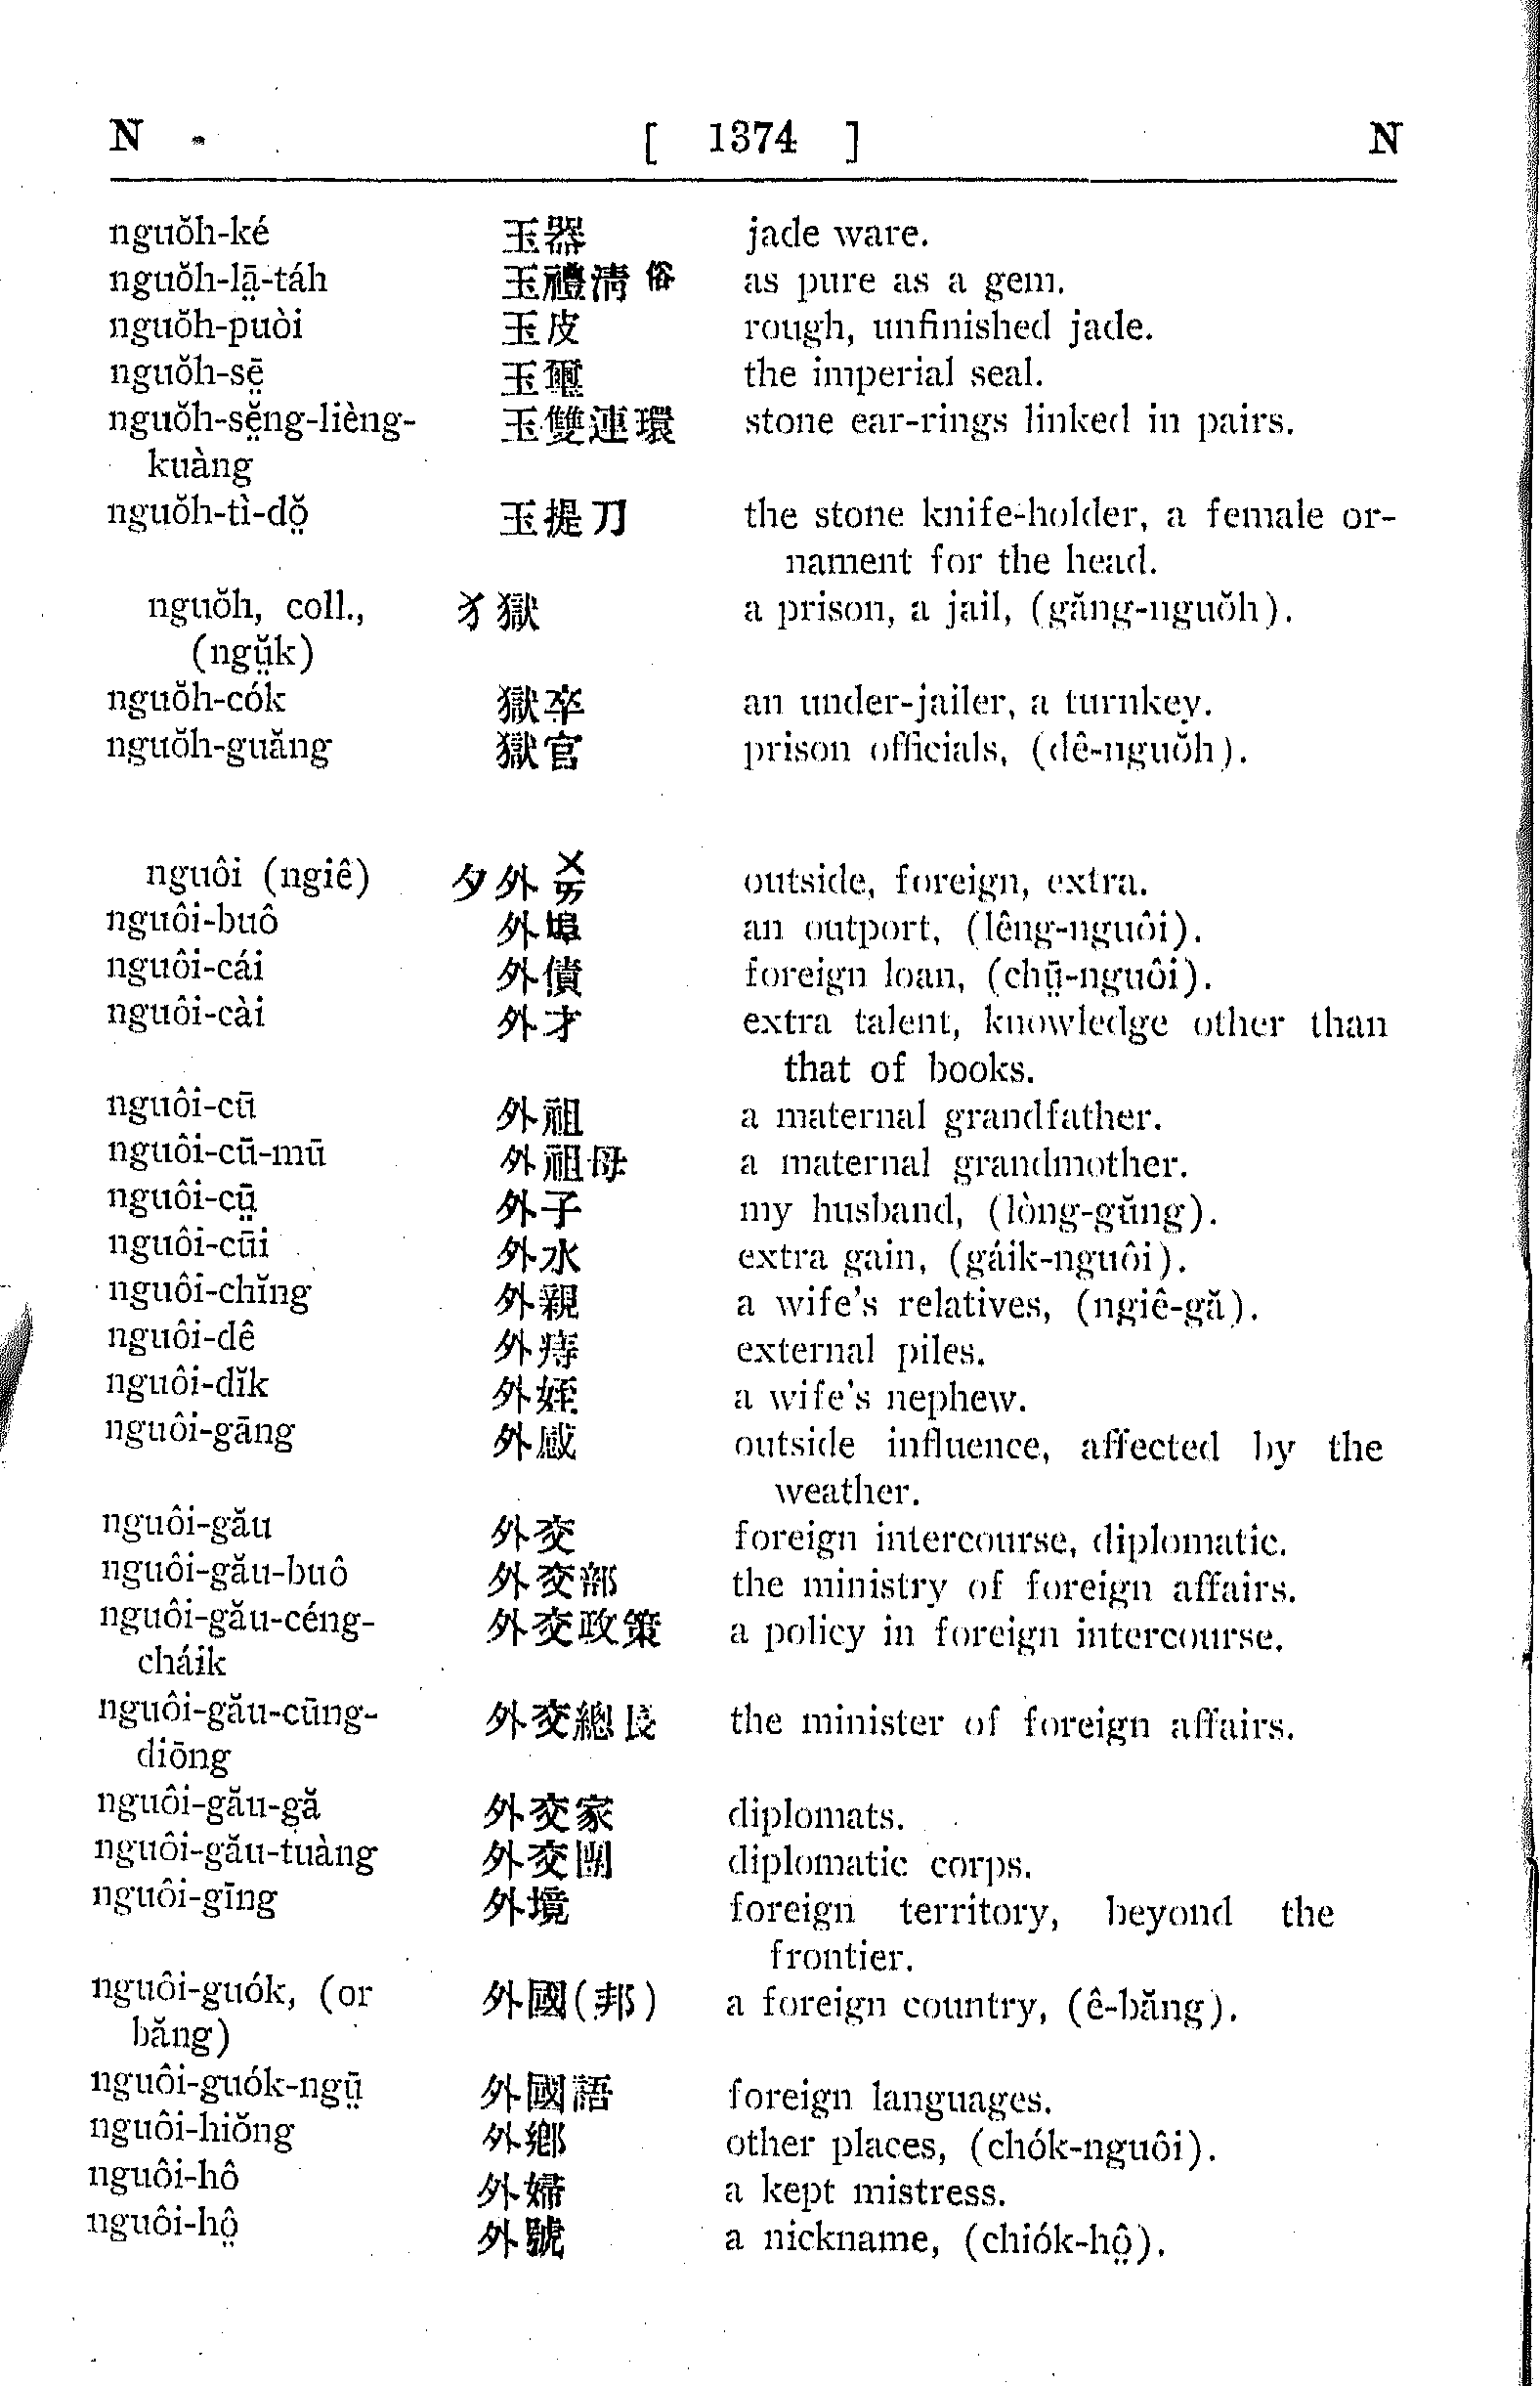 N [ 1374 ] N
nguŏh-ké 玉器 jade ware.
nguŏh-lā̤-táh 玉禮清俗 as pure as a gem.
nguŏh-puòi 玉皮 rough, unfinished jade.
nguŏh-sē̤ 玉璽 the imperial seal.
nguŏh-sĕ̤ng-lièng- 玉雙連環 stone ear-rings linked in pairs.
kuàng
nguŏh-tì-dŏ̤ 玉提刀 the stone knife-holder, a female or-
nament for the head.
nguŏh, coll., 犭獄 a prison, a jail, (găng-nguŏh).
(ngṳ̆k)
nguŏh-cók 獄卒 an under-jailer, a turnkey.
nguŏh-guăng 獄官 prison officials, (dê-nguŏh).
nguôi (ngiê) 夕外ㄨㄞ outside, foreign, extra.
nguôi-buô 外埠 an outport, (lêng-nguôi).
nguôi-cái 外債 foreign loan, (chṳ̄-nguôi).
nguôi-cài 外才 extra talent, knowledge other than
that of books.
nguôi-cū 外祖 a maternal grandfather.
nguôi-cū-mū 外祖母 a maternal grandmother.
nguôi-cṳ̄ 外子 my husband, (lòng-gŭng).
nguôi-cūi 外水 extra gain, (gáik-nguôi).
nguôi-chĭng 外親 a wife's relatives, (ngiê-gă).
nguôi-dê 外痔 external piles.
nguôi-dĭk 外姪 a wife's nephew.
nguôi-gāng 外感 outside influence, affected by the
weather.
nguôi-gău 外交 foreign intercourse, diplomatic.
nguôi-gău-buô 外交部 the ministry of foreign affairs.
nguôi-gău-céng- 外交政策 a policy in foreign intercourse.
cháik
nguôi-gău-cūng- 外交總長 the minister of foreign affairs.
diōng
nguôi-gău-gă 外交家 diplomats.
nguôi-gău-tuàng 外交團 diplomatic corps.
nguôi-gīng 外境 foreign territory, beyond the
frontier.
nguôi-guók, (or 外國(邦) a foreign country, (ê-băng).
băng)
nguôi-guók-ngṳ̄ 外國語 foreign languages.
nguôi-hiŏng 外鄉 other places, (chók-nguôi).
nguôi-hô 外婦 a kept mistress.
nguôi-hô̤ 外號 a nickname, (chiók-hô̤).